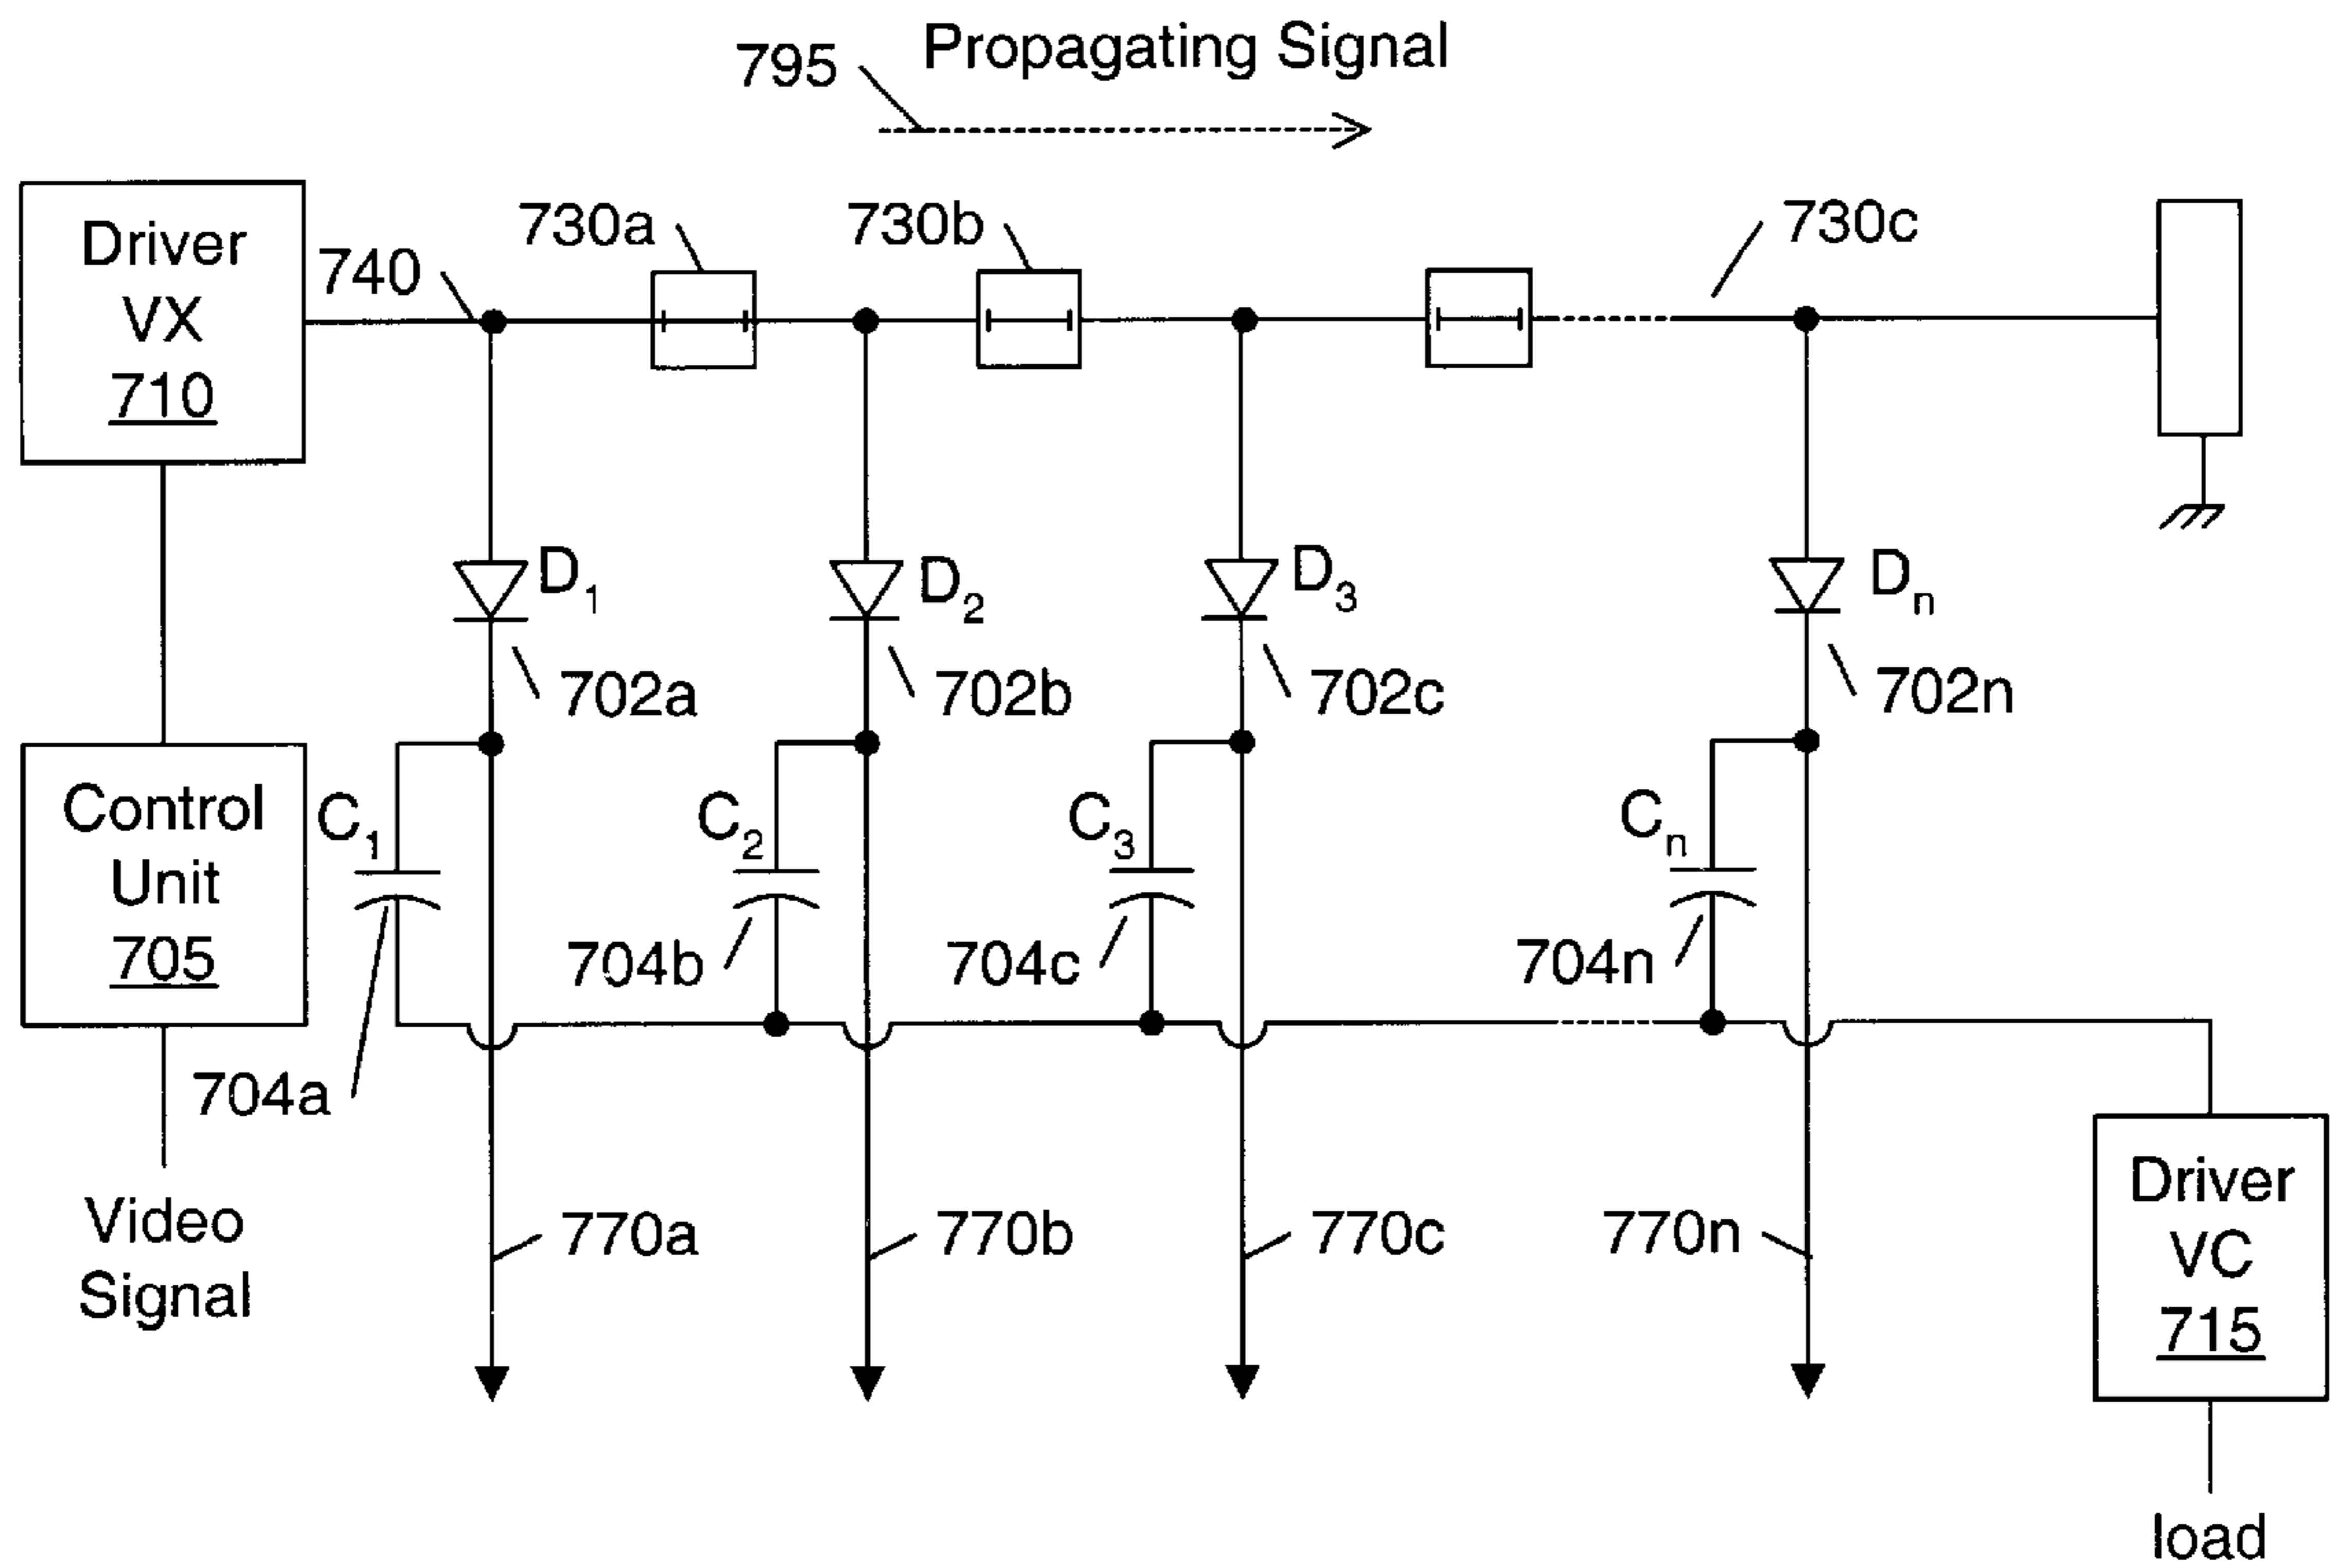 795
Propagating Signal
Driver
VX
710
740
730a
730b
730c
D1
D2
D3
Dn
702a
702b
702c
702n
Control
Unit
705
C1
C2
C3
Cn
704a
704b
704c
704n
Video
Signal
770a
770b
770c
770n
Driver
VC
715
load